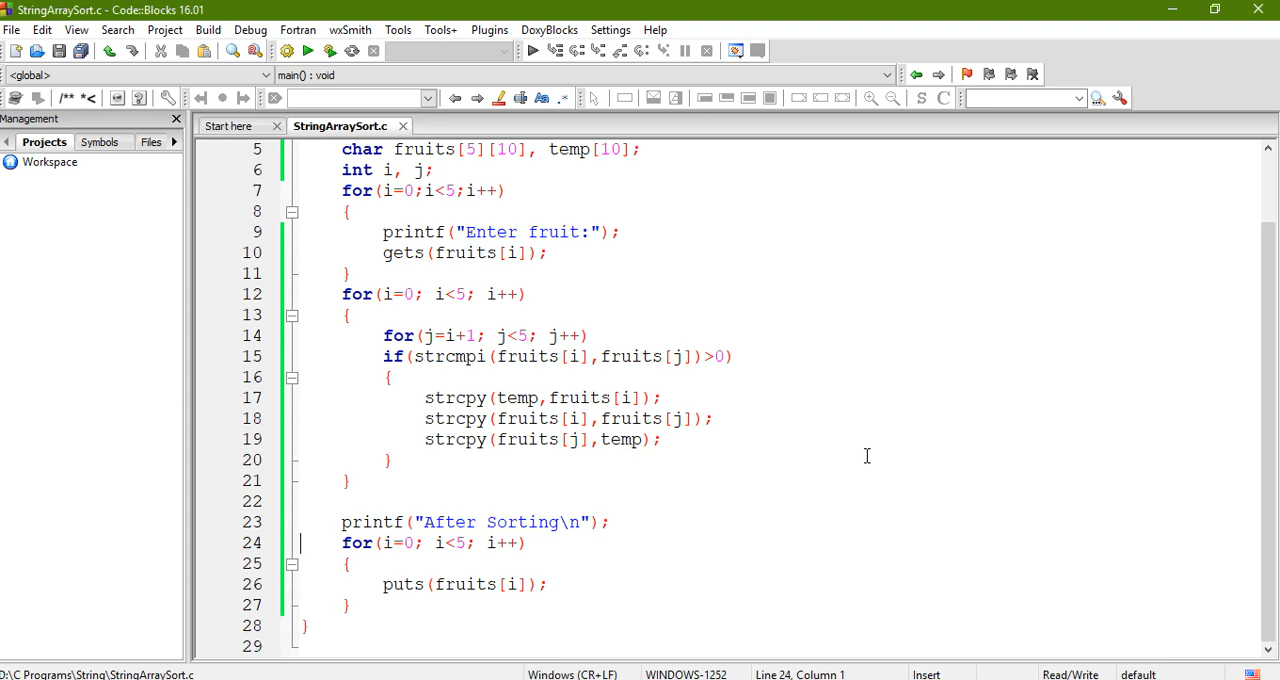 StringArraySort.c - Code::Blocks 16.01
File Edit View Search Project Build Debug Fortran wxSmith Tools Tools+ Plugins DoxyBlocks Settings Help
<global> main() : void
/** *< Aa .* S C
Management
Projects Symbols Files
Workspace
Start here StringArraySort.c
5 char fruits[5][10], temp[10];
6 int i, j;
7 for(i=0;i<5;i++)
8 {
9 printf("Enter fruit:");
10 gets(fruits[i]);
11 }
12 for(i=0; i<5; i++)
13 {
14 for(j=i+1; j<5; j++)
15 if(strcmpi(fruits[i],fruits[j])>0)
16 {
17 strcpy(temp,fruits[i]);
18 strcpy(fruits[i],fruits[j]);
19 strcpy(fruits[j],temp);
20 }
21 }
22
23 printf("After Sorting\n");
24 for(i=0; i<5; i++)
25 {
26 puts(fruits[i]);
27 }
28 }
29
D:\C Programs\String\StringArraySort.c Windows (CR+LF) WINDOWS-1252 Line 24, Column 1 Insert Read/Write default